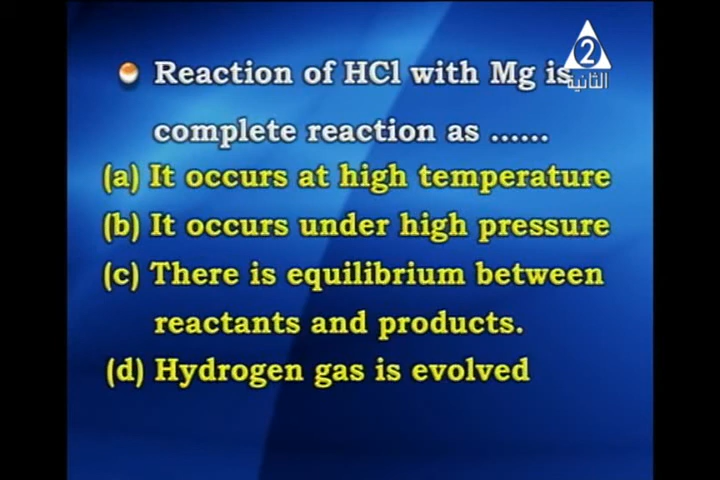 2
الثانية
Reaction of HCl with Mg is
complete reaction as ......
(a) It occurs at high temperature
(b) It occurs under high pressure
(c) There is equilibrium between
reactants and products.
(d) Hydrogen gas is evolved